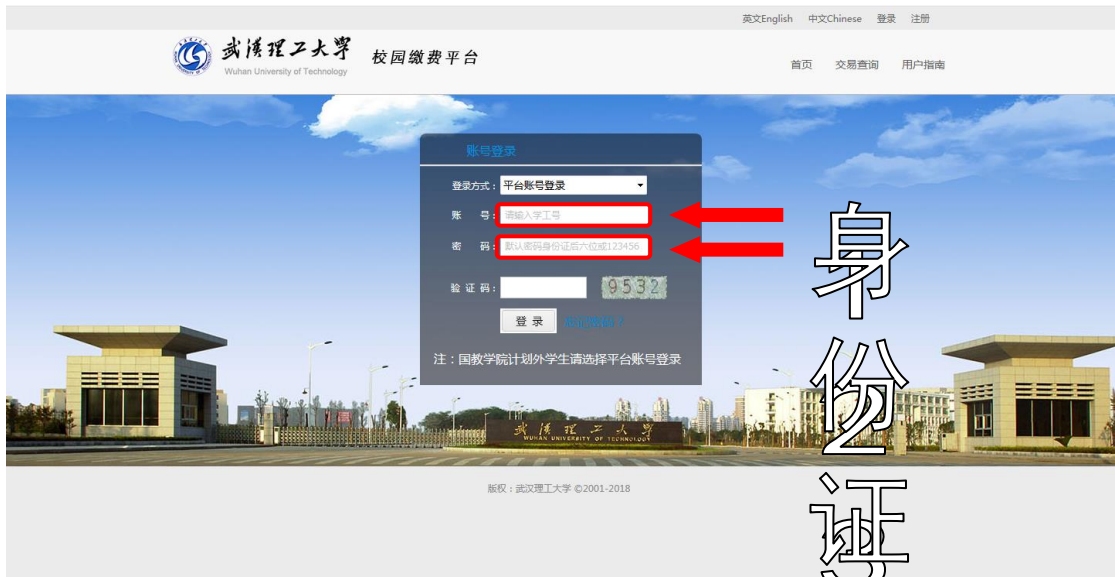 英文English 中文Chinese 登录 注册
武汉理工大学 校园缴费平台
Wuhan University of Technology
首页 交易查询 用户指南
账号登录
登录方式： 平台账号登录
账 号： 请输入学工号
密 码： 默认密码身份证后六位或123456
验 证 码： 9532
登 录 忘记密码？
注：国教学院计划外学生请选择平台账号登录
武汉理工大学
WUHAN UNIVERSITY OF TECHNOLOGY
版权：武汉理工大学 ©2001-2018
身
份
证